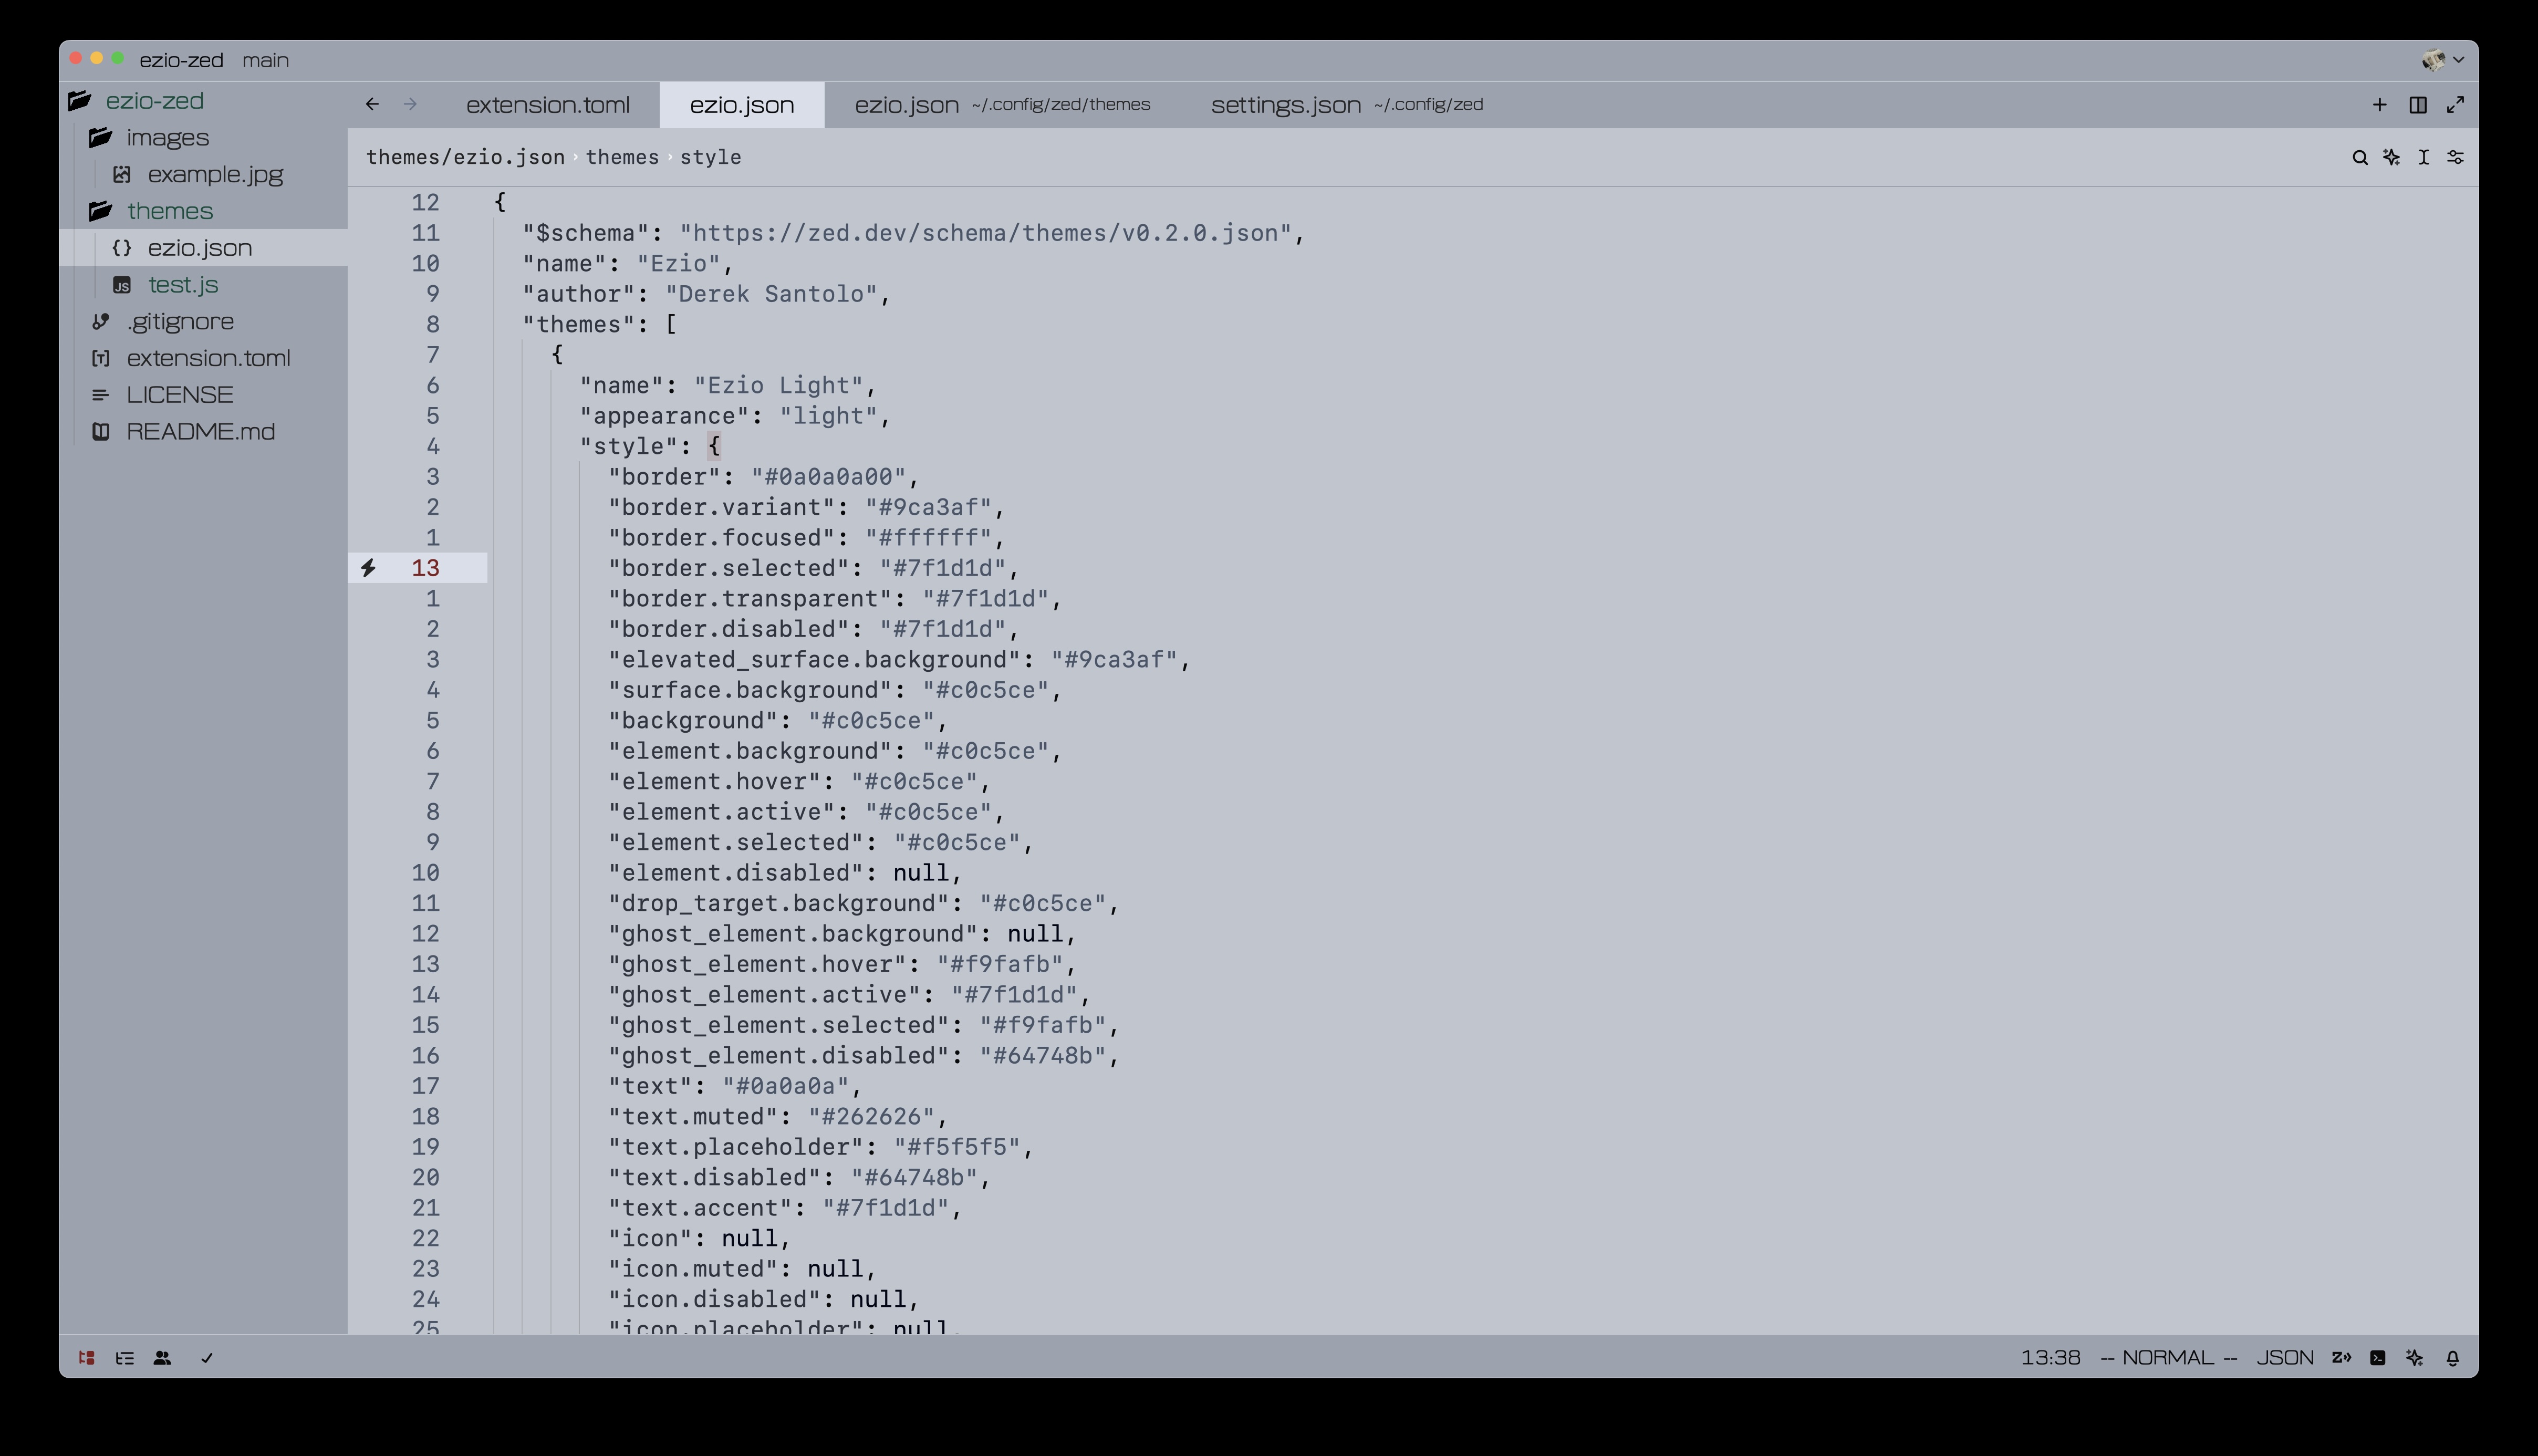 ezio-zed main
ezio-zed
images
example.jpg
themes
ezio.json
test.js
.gitignore
extension.toml
LICENSE
README.md
extension.toml ezio.json ezio.json ~/.config/zed/themes settings.json ~/.config/zed
themes/ezio.json › themes › style
12 {
11 "$schema": "https://zed.dev/schema/themes/v0.2.0.json",
10 "name": "Ezio",
9 "author": "Derek Santolo",
8 "themes": [
7 {
6 "name": "Ezio Light",
5 "appearance": "light",
4 "style": {
3 "border": "#0a0a0a00",
2 "border.variant": "#9ca3af",
1 "border.focused": "#ffffff",
13 "border.selected": "#7f1d1d",
1 "border.transparent": "#7f1d1d",
2 "border.disabled": "#7f1d1d",
3 "elevated_surface.background": "#9ca3af",
4 "surface.background": "#c0c5ce",
5 "background": "#c0c5ce",
6 "element.background": "#c0c5ce",
7 "element.hover": "#c0c5ce",
8 "element.active": "#c0c5ce",
9 "element.selected": "#c0c5ce",
10 "element.disabled": null,
11 "drop_target.background": "#c0c5ce",
12 "ghost_element.background": null,
13 "ghost_element.hover": "#f9fafb",
14 "ghost_element.active": "#7f1d1d",
15 "ghost_element.selected": "#f9fafb",
16 "ghost_element.disabled": "#64748b",
17 "text": "#0a0a0a",
18 "text.muted": "#262626",
19 "text.placeholder": "#f5f5f5",
20 "text.disabled": "#64748b",
21 "text.accent": "#7f1d1d",
22 "icon": null,
23 "icon.muted": null,
24 "icon.disabled": null,
25 "icon.placeholder": null,
13:38 -- NORMAL -- JSON